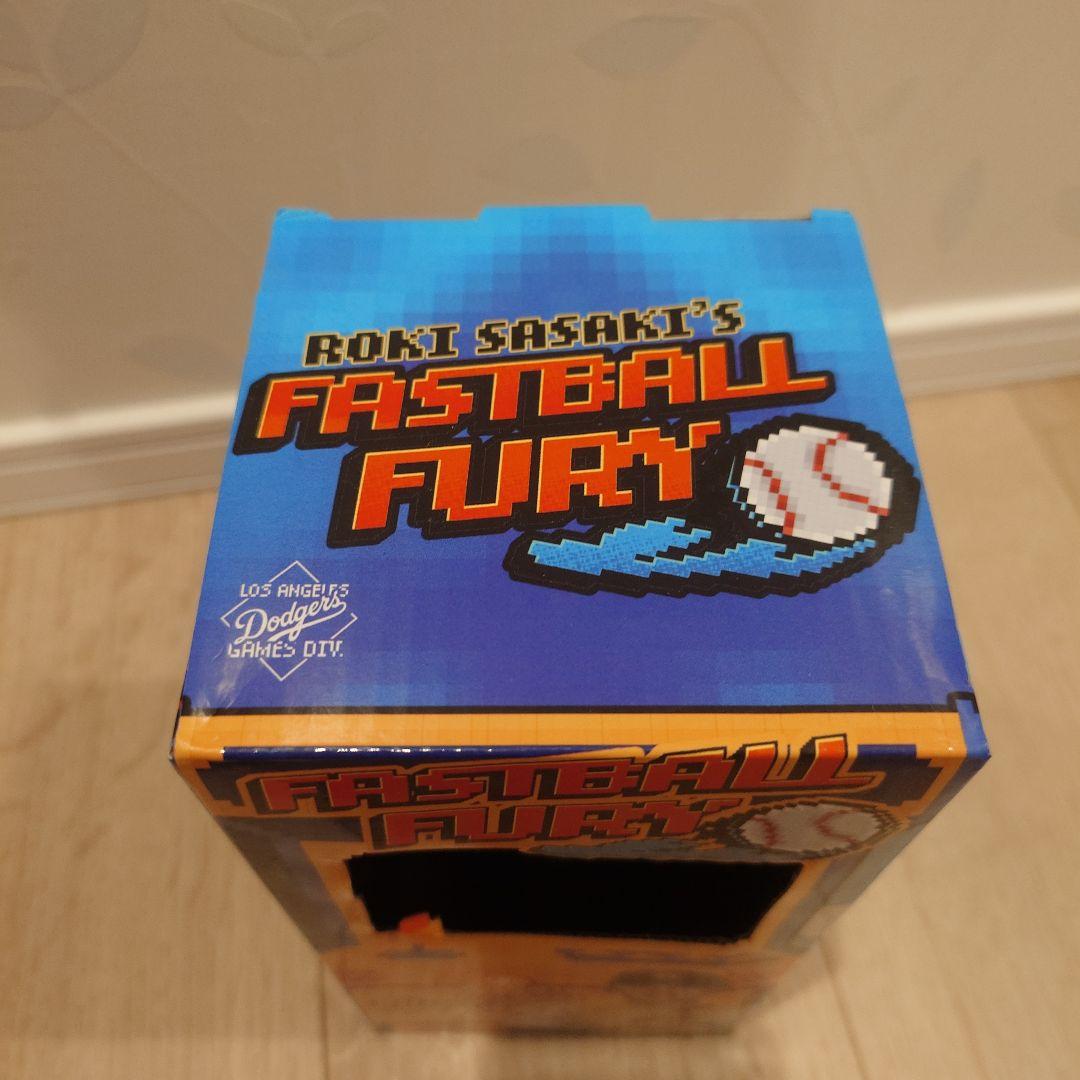 ROKI SASAKI'S
FASTBALL
FURY
LOS ANGELES
Dodgers
GAMES DIV.
FASTBALL
FURY